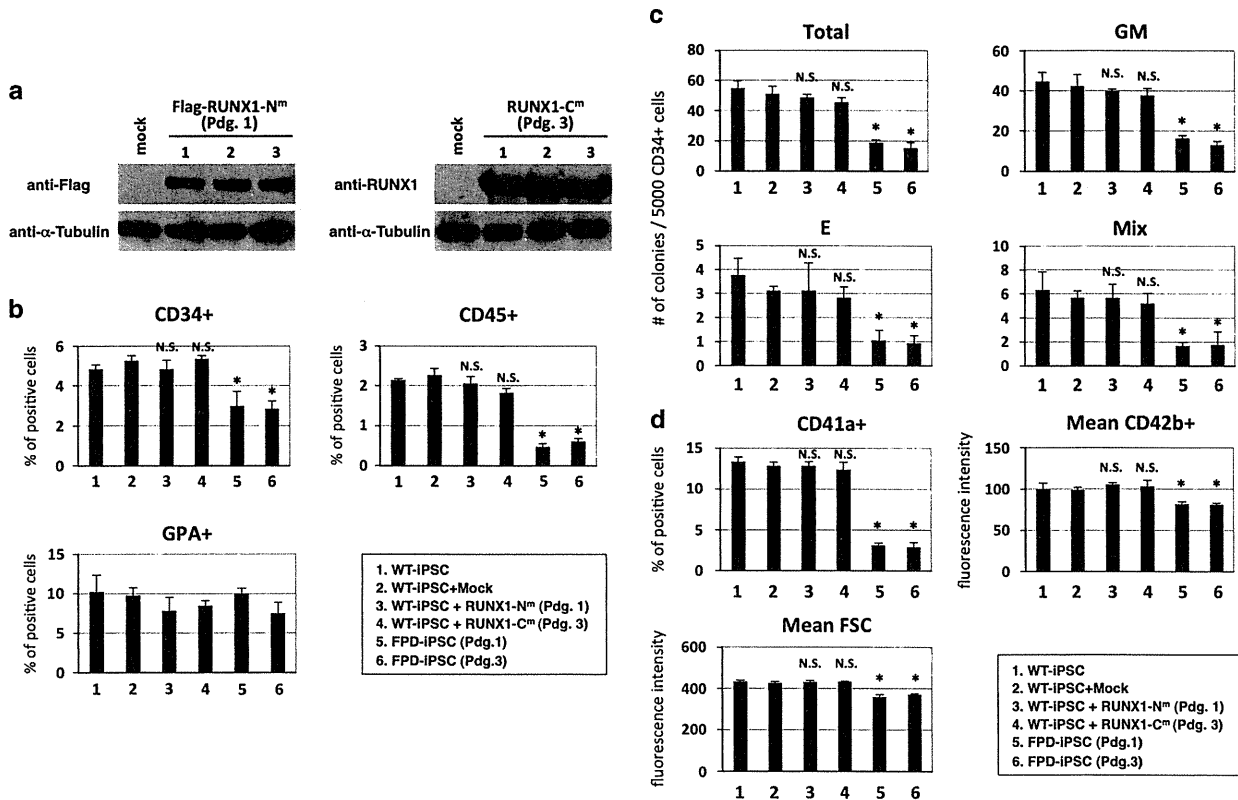 a
mock
Flag-RUNX1-Nᵐ
(Pdg. 1)
1 2 3
anti-Flag
anti-α-Tubulin
mock
RUNX1-Cᵐ
(Pdg. 3)
1 2 3
anti-RUNX1
anti-α-Tubulin
b
CD34+
% of positive cells
6
4
2
0
N.S. N.S.
* *
1 2 3 4 5 6
CD45+
% of positive cells
3
2
1
0
N.S. N.S.
* *
1 2 3 4 5 6
GPA+
% of positive cells
15
10
5
0
1 2 3 4 5 6
1. WT-iPSC
2. WT-iPSC+Mock
3. WT-iPSC + RUNX1-Nᵐ (Pdg. 1)
4. WT-iPSC + RUNX1-Cᵐ (Pdg. 3)
5. FPD-iPSC (Pdg.1)
6. FPD-iPSC (Pdg.3)
c
# of colonies / 5000 CD34+ cells
Total
80
60
40
20
0
N.S. N.S.
* *
1 2 3 4 5 6
GM
60
40
20
0
N.S. N.S.
* *
1 2 3 4 5 6
E
5
4
3
2
1
0
N.S. N.S.
* *
1 2 3 4 5 6
Mix
10
8
6
4
2
0
N.S. N.S.
* *
1 2 3 4 5 6
d
CD41a+
% of positive cells
15
10
5
0
N.S. N.S.
* *
1 2 3 4 5 6
Mean CD42b+
fluorescence intensity
150
100
50
0
N.S. N.S.
* *
1 2 3 4 5 6
Mean FSC
fluorescence intensity
600
400
200
0
N.S. N.S.
* *
1 2 3 4 5 6
1. WT-iPSC
2. WT-iPSC+Mock
3. WT-iPSC + RUNX1-Nᵐ (Pdg. 1)
4. WT-iPSC + RUNX1-Cᵐ (Pdg. 3)
5. FPD-iPSC (Pdg.1)
6. FPD-iPSC (Pdg.3)